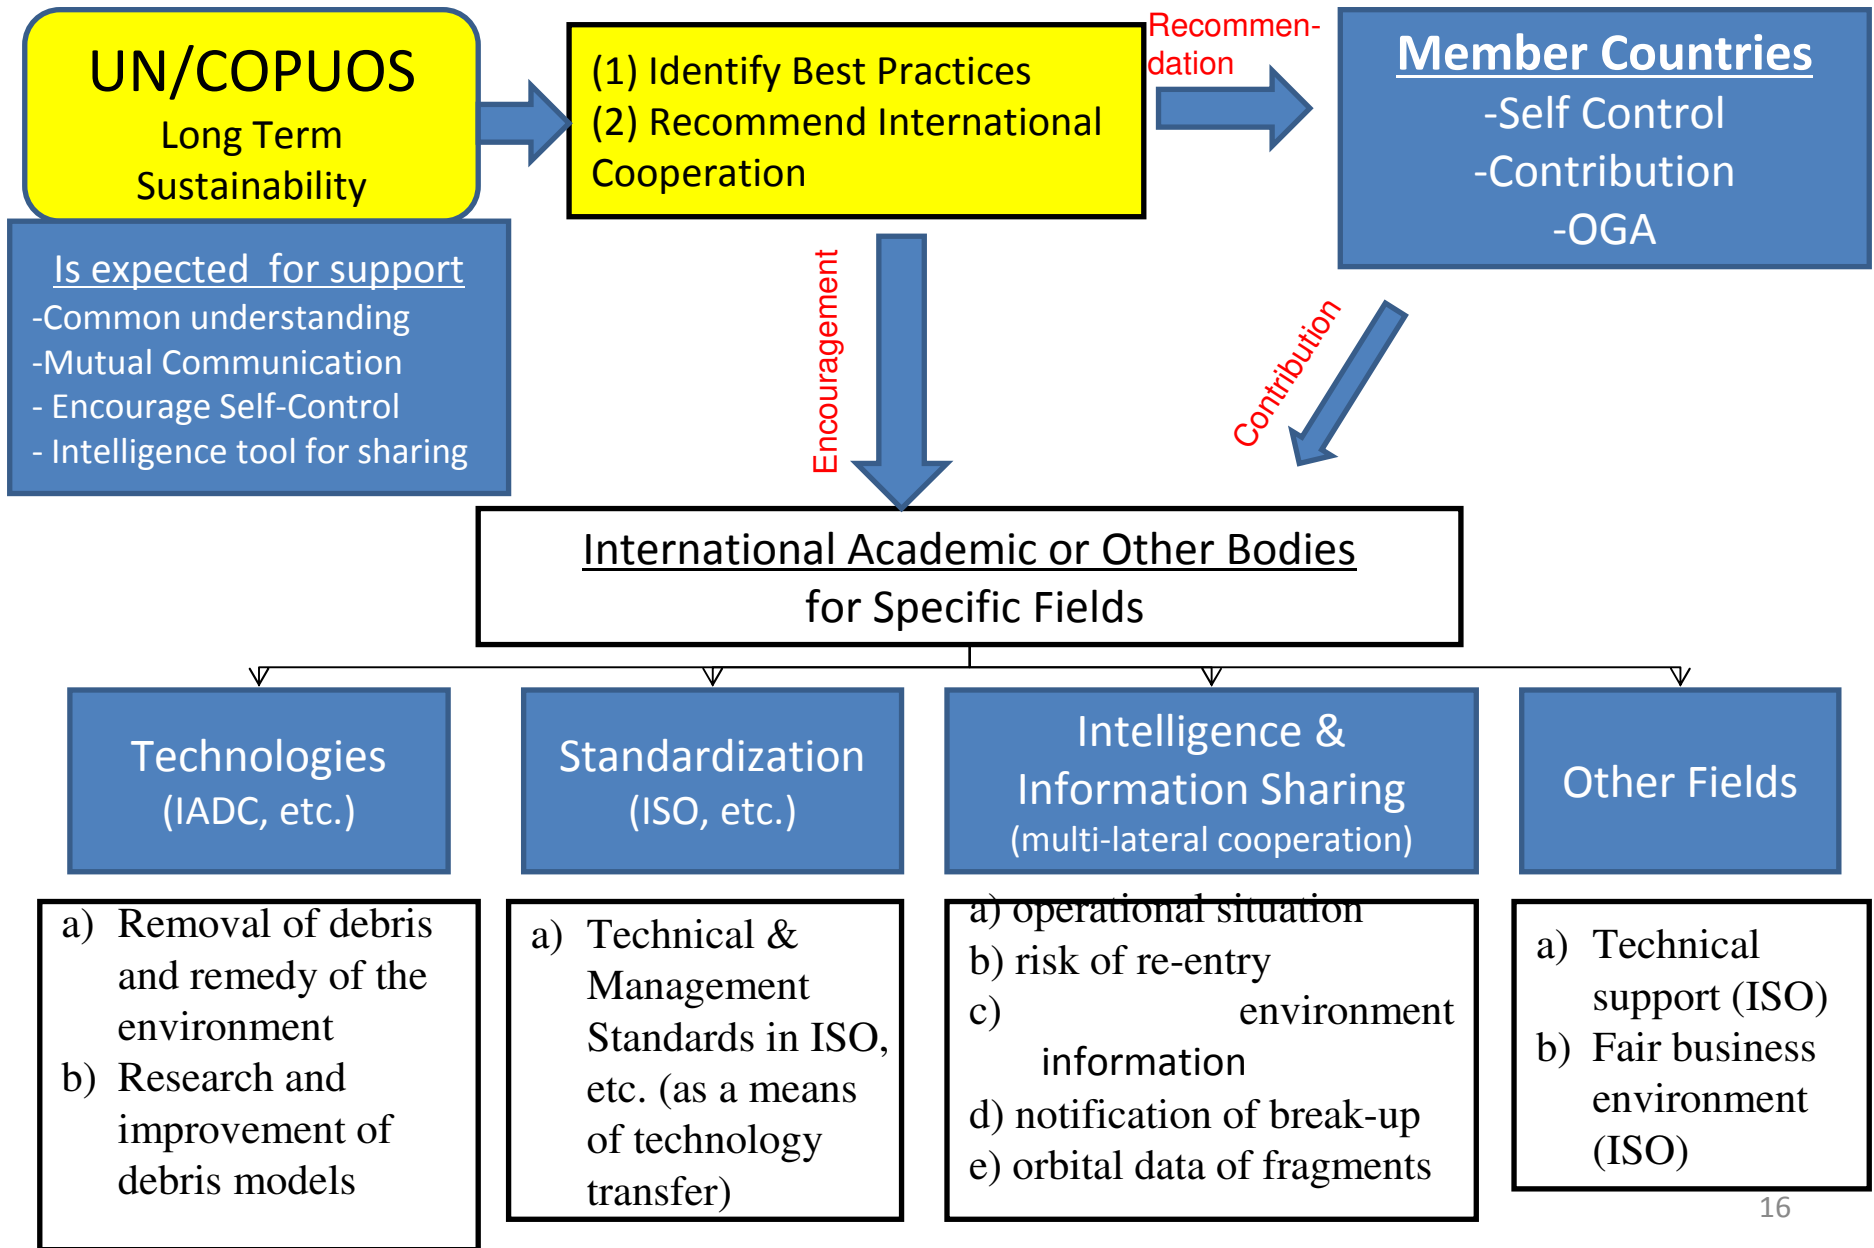 UN/COPUOS
Long Term
Sustainability
(1) Identify Best Practices
(2) Recommend International
Cooperation
Recommen-
dation
Member Countries
-Self Control
-Contribution
-OGA
Is expected  for support
-Common understanding
-Mutual Communication
- Encourage Self-Control
- Intelligence tool for sharing
Encouragement
Contribution
International Academic or Other Bodies
for Specific Fields
Technologies
(IADC, etc.)
Standardization
(ISO, etc.)
Intelligence &
Information Sharing
(multi-lateral cooperation)
Other Fields
a) Removal of debris
and remedy of the
environment
b) Research and
improvement of
debris models
a) Technical &
Management
Standards in ISO,
etc. (as a means
of technology
transfer)
a) operational situation
b) risk of re-entry
c) environment
information
d) notification of break-up
e) orbital data of fragments
a) Technical
support (ISO)
b) Fair business
environment
(ISO)
16